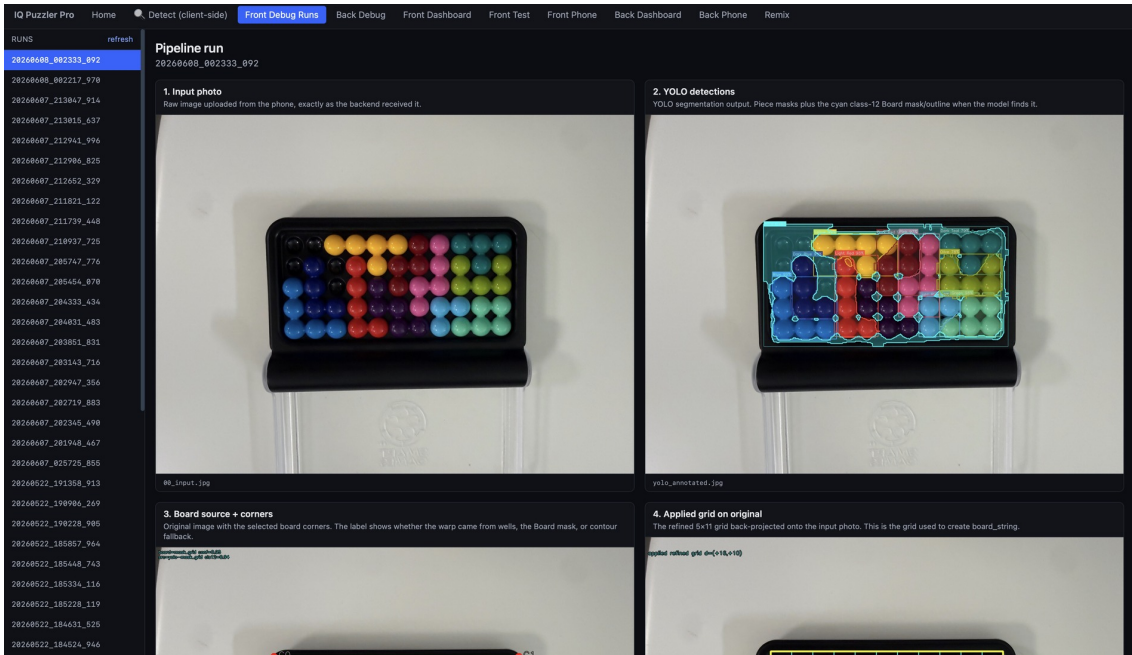 IQ Puzzler Pro Home Detect (client-side) Front Debug Runs Back Debug Front Dashboard Front Test Front Phone Back Dashboard Back Phone Remix
RUNS refresh
20260608_002333_092
20260608_002217_970
20260607_213047_914
20260607_213015_637
20260607_212941_996
20260607_212906_825
20260607_212652_329
20260607_211821_122
20260607_211739_448
20260607_210937_725
20260607_205747_776
20260607_205454_070
20260607_204333_434
20260607_204031_483
20260607_203851_831
20260607_203143_716
20260607_202947_356
20260607_202719_883
20260607_202345_490
20260607_201948_467
20260607_025725_855
20260522_191358_913
20260522_190906_269
20260522_190228_905
20260522_185857_964
20260522_185448_743
20260522_185334_116
20260522_185228_119
20260522_184631_525
20260522_184524_946
Pipeline run
20260608_002333_092
1. Input photo
Raw image uploaded from the phone, exactly as the backend received it.
00_input.jpg
2. YOLO detections
YOLO segmentation output. Piece masks plus the cyan class-12 Board mask/outline when the model finds it.
yolo_annotated.jpg
3. Board source + corners
Original image with the selected board corners. The label shows whether the warp came from wells, the Board mask, or contour
fallback.
4. Applied grid on original
The refined 5×11 grid back-projected onto the input photo. This is the grid used to create board_string.
applied refined grid d=(+10,+10)